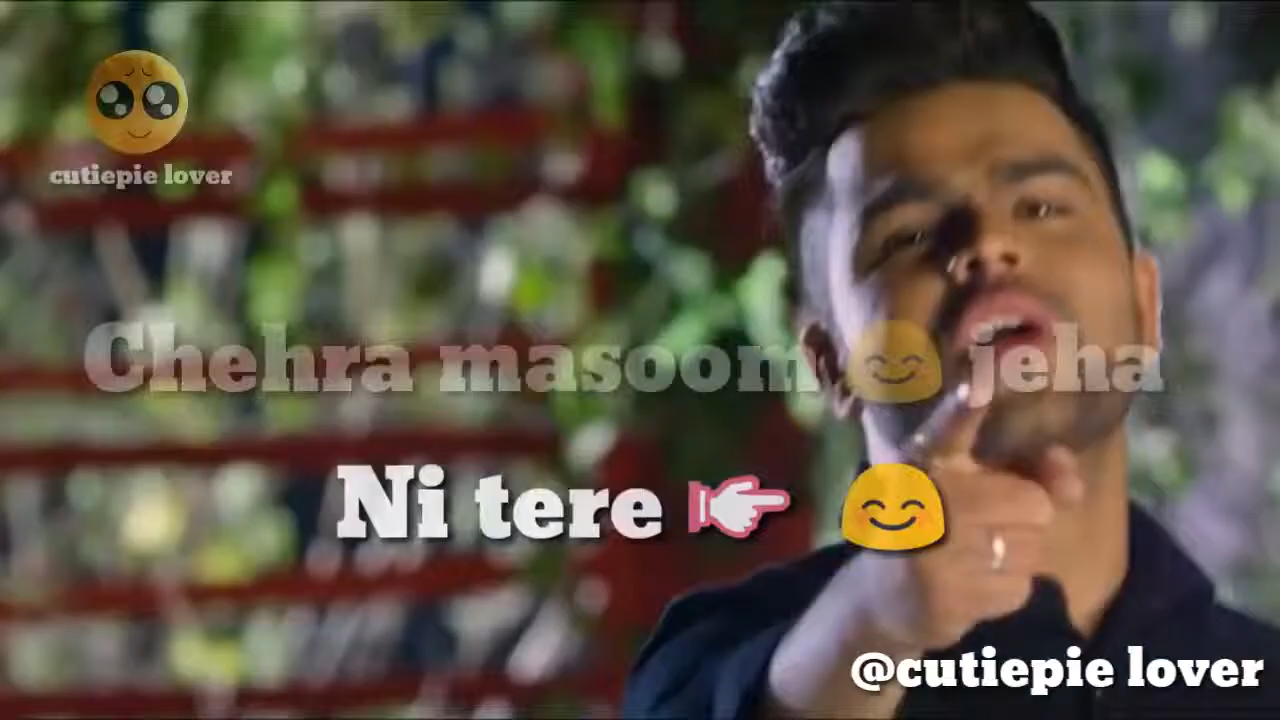 cutiepie lover
Chehra masoom 😊 jeha
Ni tere 👉 😊
@cutiepie lover